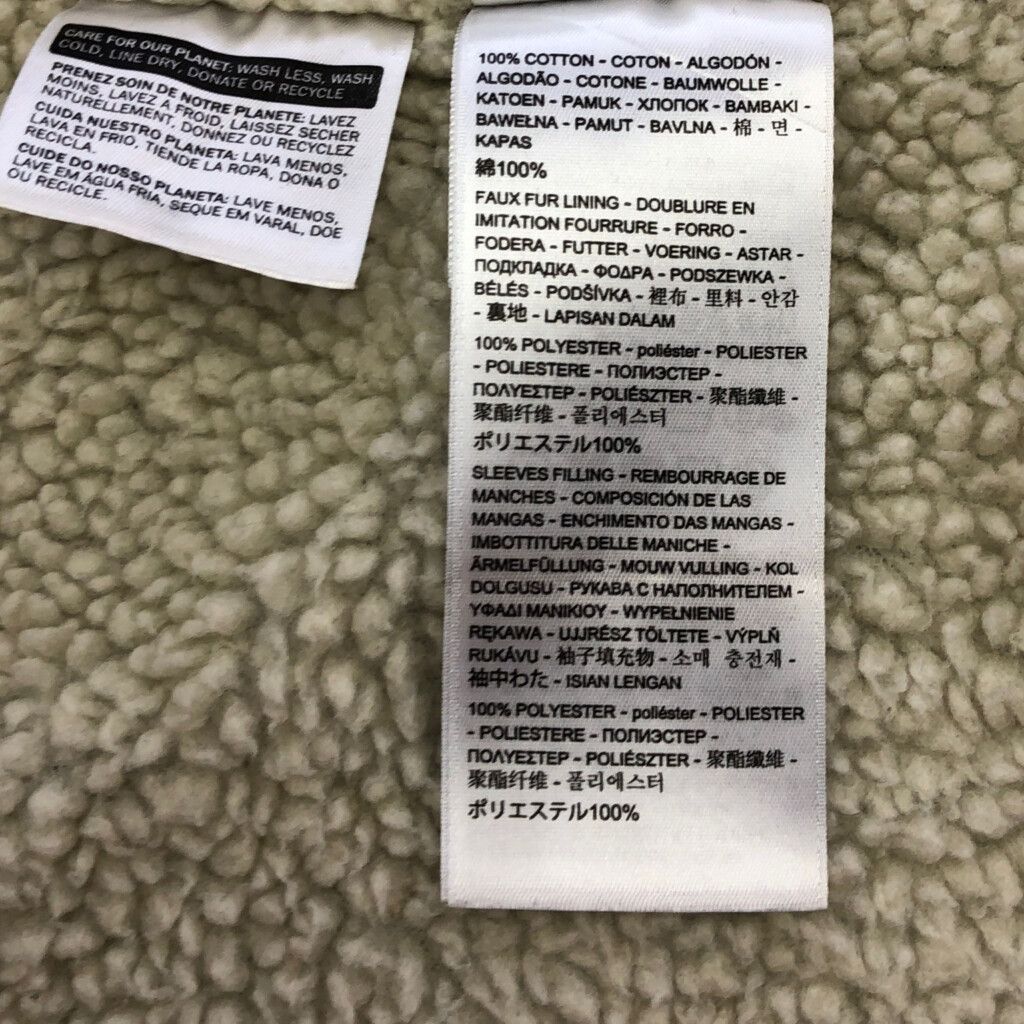 CARE FOR OUR PLANET: WASH LESS, WASH
COLD, LINE DRY, DONATE OR RECYCLE
PRENEZ SOIN DE NOTRE PLANETE: LAVEZ
MOINS, LAVEZ A FROID, LAISSEZ SECHER
NATURELLEMENT, DONNEZ OU RECYCLEZ
CUIDA NUESTRO PLANETA: LAVA MENOS,
LAVA EN FRIO, TIENDE LA ROPA, DONA O
RECICLA.
CUIDE DO NOSSO PLANETA: LAVE MENOS,
LAVE EM ÁGUA FRIA, SEQUE EM VARAL, DOE
OU RECICLE.
100% COTTON - COTON - ALGODÓN -
ALGODÃO - COTONE - BAUMWOLLE -
KATOEN - PAMUK - ХЛОПОК - BAMBAKI -
BAWEŁNA - PAMUT - BAVLNA - 棉 - 면 -
KAPAS
綿100%
FAUX FUR LINING - DOUBLURE EN
IMITATION FOURRURE - FORRO -
FODERA - FUTTER - VOERING - ASTAR -
ПОДКЛАДКА - ΦΟΔΡΑ - PODSZEWKA -
BÉLÉS - PODŠÍVKA - 裡布 - 里料 - 안감
- 裏地 - LAPISAN DALAM
100% POLYESTER - poliéster - POLIESTER
- POLIESTERE - ПОЛИЭСТЕР -
ΠΟΛΥΕΣΤΕΡ - POLIÉSZTER - 聚酯纖維 -
聚酯纤维 - 폴리에스터
ポリエステル100%
SLEEVES FILLING - REMBOURRAGE DE
MANCHES - COMPOSICIÓN DE LAS
MANGAS - ENCHIMENTO DAS MANGAS -
IMBOTTITURA DELLE MANICHE -
ÄRMELFÜLLUNG - MOUW VULLING - KOL
DOLGUSU - РУКАВА С НАПОЛНИТЕЛЕМ -
ΥΦΑΔΙ ΜΑΝΙΚΙΟΥ - WYPEŁNIENIE
RĘKAWA - UJJRÉSZ TÖLTETE - VÝPLŇ
RUKÁVU - 袖子填充物 - 소매 충전재 -
袖中わた - ISIAN LENGAN
100% POLYESTER - poliéster - POLIESTER
- POLIESTERE - ПОЛИЭСТЕР -
ΠΟΛΥΕΣΤΕΡ - POLIÉSZTER - 聚酯纖維 -
聚酯纤维 - 폴리에스터
ポリエステル100%